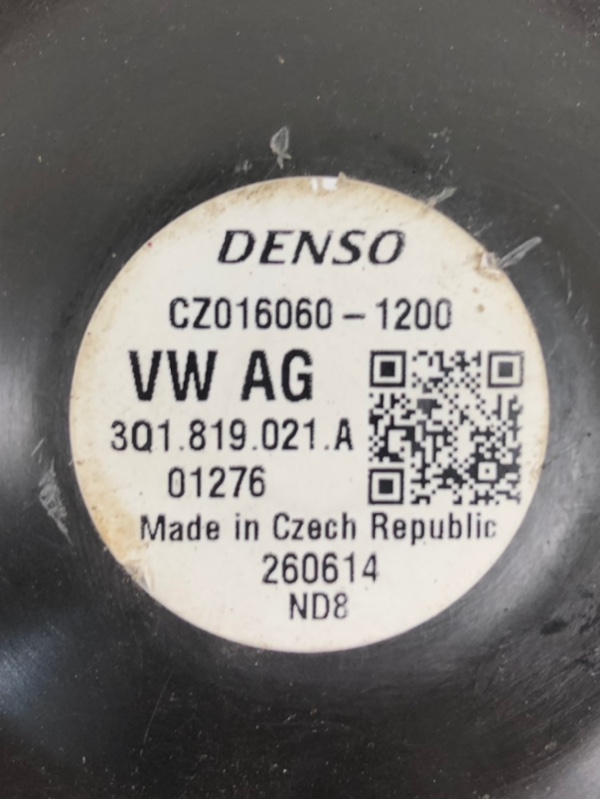 DENSO
CZ016060-1200
VW AG
3Q1.819.021.A
01276
Made in Czech Republic
260614
ND8